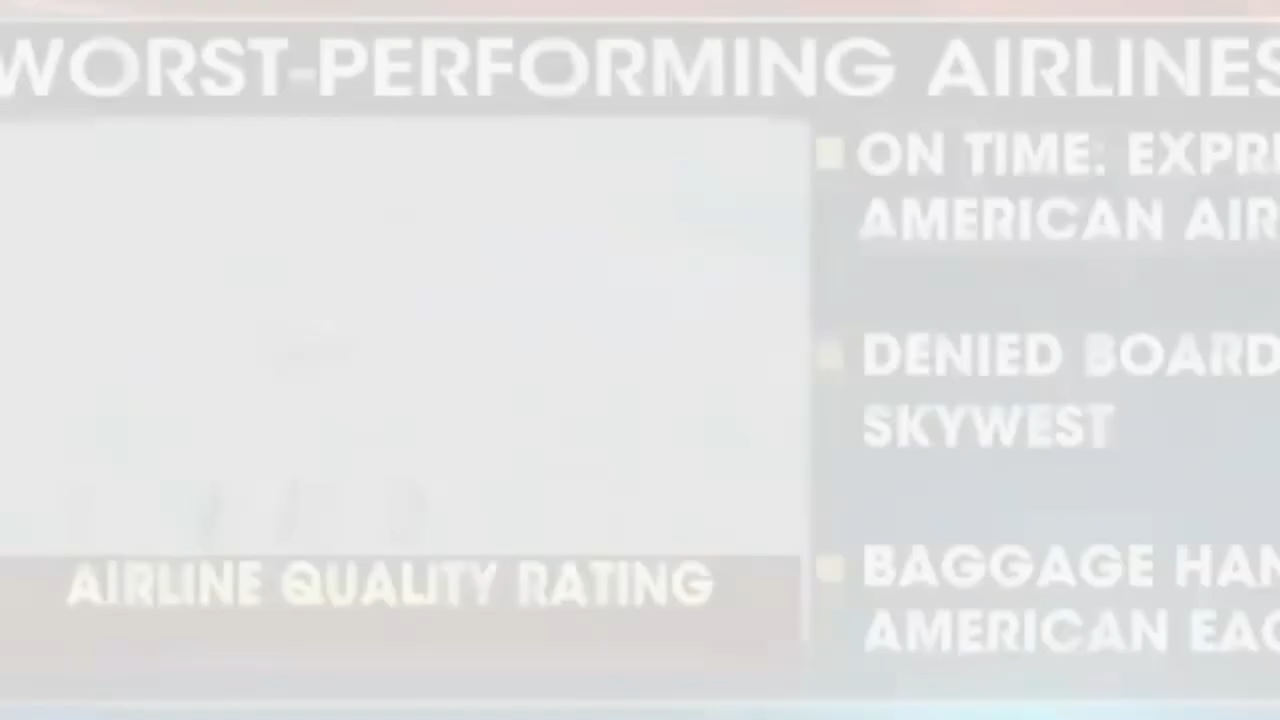 WORST-PERFORMING AIRLINES
ON TIME: EXPR
AMERICAN AIR
DENIED BOARD
SKYWEST
BAGGAGE HAN
AMERICAN EAG
AIRLINE QUALITY RATING